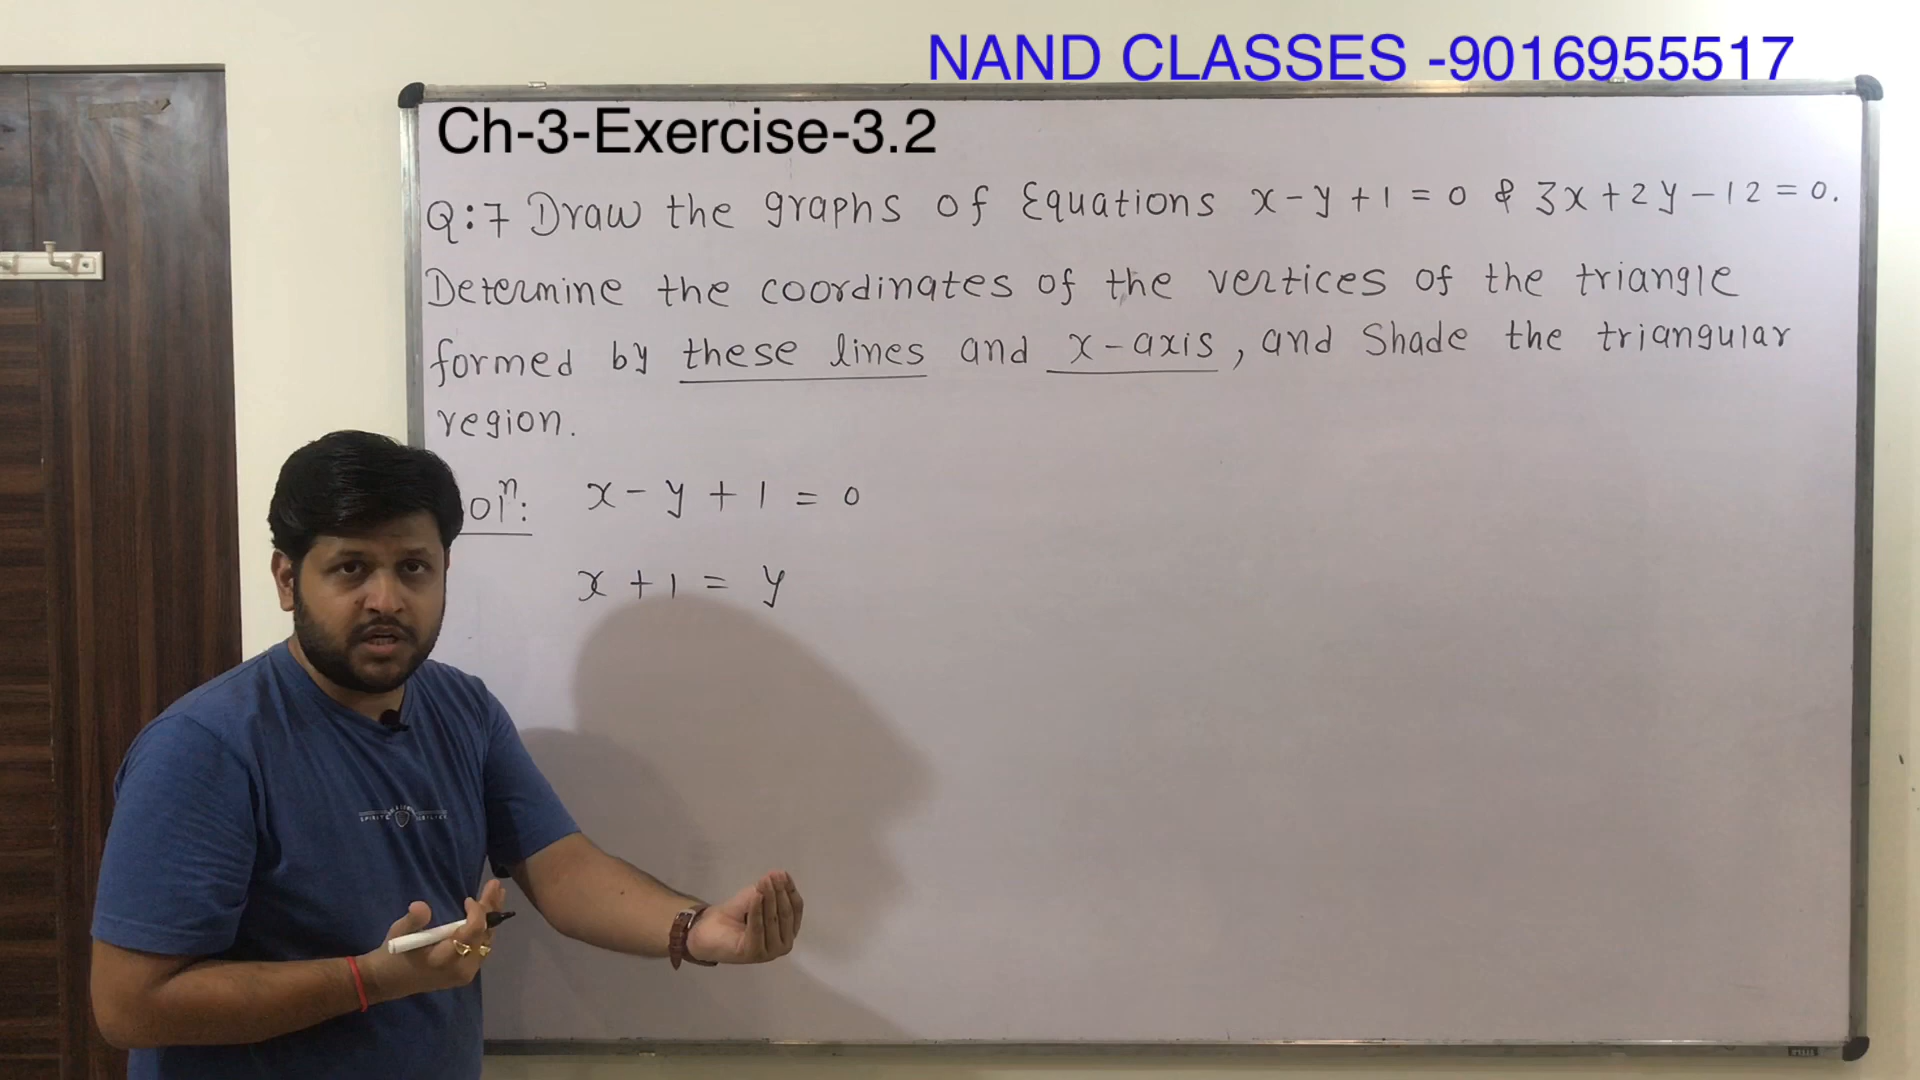 NAND CLASSES -9016955517
Ch-3-Exercise-3.2
Q:7 Draw the graphs of Equations x-y+1=0 & 3x+2y-12=0.
Determine the coordinates of the vertices of the triangle
formed by these lines and x-axis, and Shade the triangular
region.
x-y+1=0
x+1=y